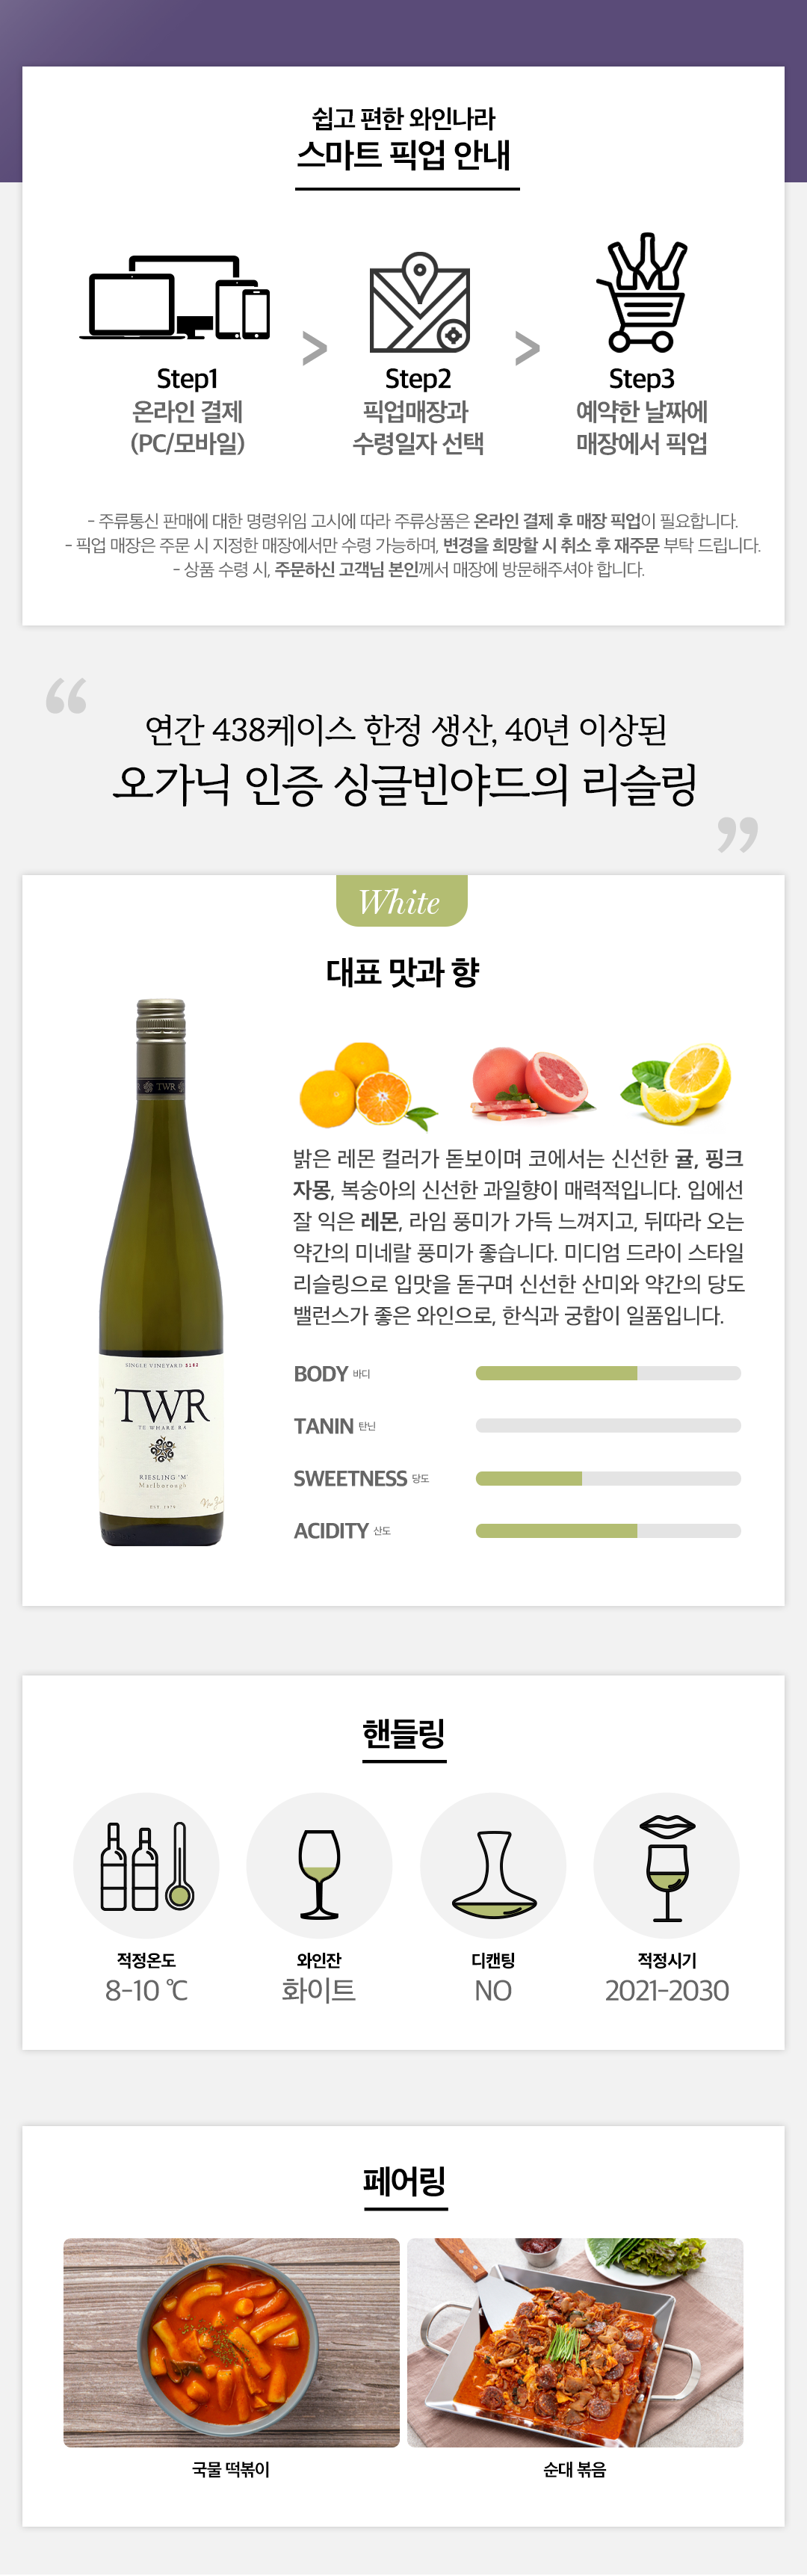 쉽고 편한 와인나라
스마트 픽업 안내
Step1
온라인 결제
(PC/모바일)
>
Step2
픽업매장과
수령일자 선택
>
Step3
예약한 날짜에
매장에서 픽업
- 주류통신 판매에 대한 명령위임 고시에 따라 주류상품은 온라인 결제 후 매장 픽업이 필요합니다.
- 픽업 매장은 주문 시 지정한 매장에서만 수령 가능하며, 변경을 희망할 시 취소 후 재주문 부탁 드립니다.
- 상품 수령 시, 주문하신 고객님 본인께서 매장에 방문해주셔야 합니다.
“
연간 438케이스 한정 생산, 40년 이상된
오가닉 인증 싱글빈야드의 리슬링
”
White
대표 맛과 향
TWR
SINGLE VINEYARD 5182
TWR
TE WHARE RA
RIESLING "M"
Marlborough
EST 1979
밝은 레몬 컬러가 돋보이며 코에서는 신선한 귤, 핑크
자몽, 복숭아의 신선한 과일향이 매력적입니다. 입에선
잘 익은 레몬, 라임 풍미가 가득 느껴지고, 뒤따라 오는
약간의 미네랄 풍미가 좋습니다. 미디엄 드라이 스타일
리슬링으로 입맛을 돋구며 신선한 산미와 약간의 당도
밸런스가 좋은 와인으로, 한식과 궁합이 일품입니다.
BODY 바디
TANIN 탄닌
SWEETNESS 당도
ACIDITY 산도
핸들링
적정온도
8-10 ℃
와인잔
화이트
디캔팅
NO
적정시기
2021-2030
페어링
국물 떡볶이
순대 볶음